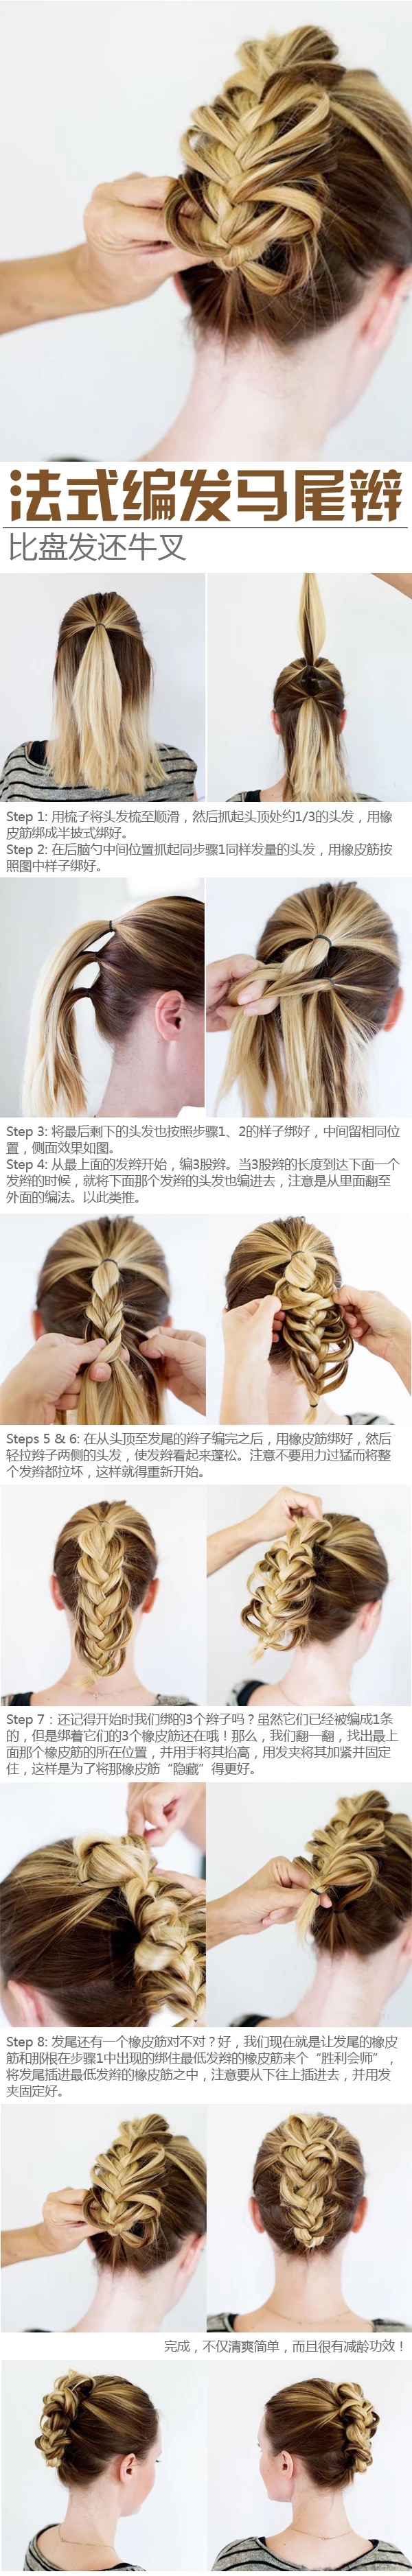 法式编发马尾辫
比盘发还牛叉
Step 1: 用梳子将头发梳至顺滑，然后抓起头顶处约1/3的头发，用橡
皮筋绑成半披式绑好。
Step 2: 在后脑勺中间位置抓起同步骤1同样发量的头发，用橡皮筋按
照图中样子绑好。
Step 3: 将最后剩下的头发也按照步骤1、2的样子绑好，中间留相同位
置，侧面效果如图。
Step 4: 从最上面的发辫开始，编3股辫。当3股辫的长度到达下面一个
发辫的时候，就将下面那个发辫的头发也编进去，注意是从里面翻至
外面的编法。以此类推。
Steps 5 & 6: 在从头顶至发尾的辫子编完之后，用橡皮筋绑好，然后
轻拉辫子两侧的头发，使发辫看起来蓬松。注意不要用力过猛而将整
个发辫都拉坏，这样就得重新开始。
Step 7：还记得开始时我们绑的3个辫子吗？虽然它们已经被编成1条
的，但是绑着它们的3个橡皮筋还在哦！那么，我们翻一翻，找出最上
面那个橡皮筋的所在位置，并用手将其抬高，用发夹将其加紧并固定
住，这样是为了将那橡皮筋“隐藏”得更好。
Step 8: 发尾还有一个橡皮筋对不对？好，我们现在就是让发尾的橡皮
筋和那根在步骤1中出现的绑住最低发辫的橡皮筋来个“胜利会师”，
将发尾插进最低发辫的橡皮筋之中，注意要从下往上插进去，并用发
夹固定好。
完成，不仅清爽简单，而且很有减龄功效！